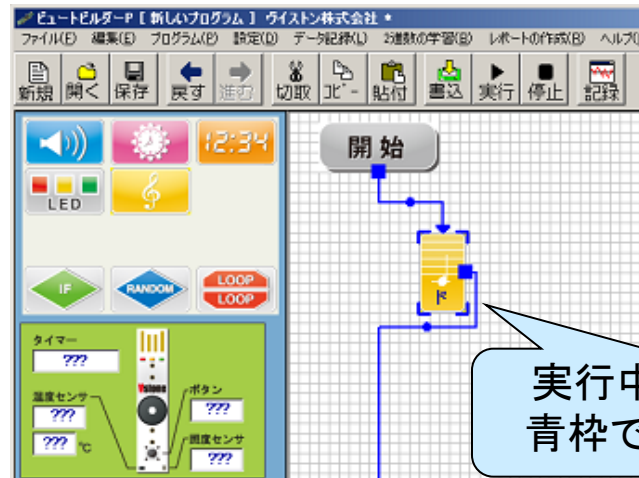 ビュートビルダーP [ 新しいプログラム ] ヴイストン株式会社 *
ファイル(F) 編集(E) プログラム(P) 設定(D) データ記録(L) 2進数の学習(B) レポートの作成(B) ヘルプ(
新規 開く 保存 戻す 進む 切取 コピー 貼付 書込 実行 停止 記録
12:34
LED
開始
IF RANDOM LOOP LOOP
ド
タイマー
???
Vstone
温度センサ
???
??? ℃
ボタン
???
照度センサ
???
実行中
青枠で